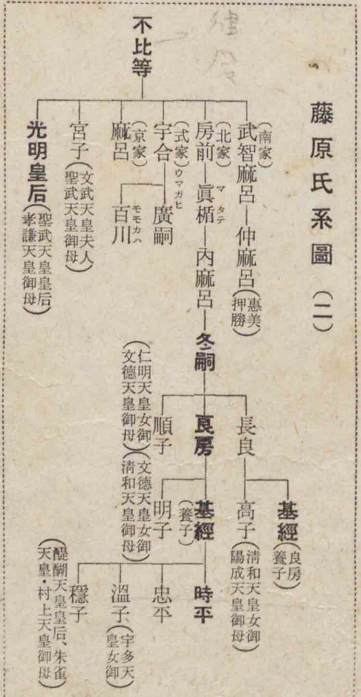 藤原氏系圖(二)
不比等
(南家)武智麻呂—仲麻呂(惠美押勝)
(北家)房前—眞楯—內麻呂—冬嗣
マタテ
(式家)宇合
ウマガヒ
廣嗣
百川
モモカハ
(京家)麻呂
宮子(文武天皇夫人 聖武天皇御母)
光明皇后(聖武天皇皇后 孝謙天皇御母)
長良
基經(良房養子)
高子(淸和天皇女御 陽成天皇御母)
良房
基經(養子)
明子(文德天皇女御 淸和天皇御母)
順子(仁明天皇女御 文德天皇御母)
時平
忠平
溫子(宇多天皇女御)
穩子(醍醐天皇皇后、朱雀天皇・村上天皇御母)